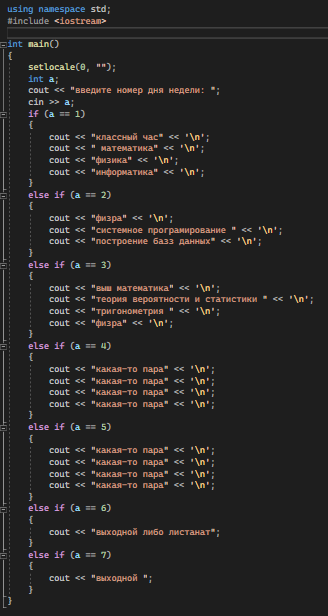 using namespace std;
#include <iostream>
int main()
{
setlocale(0, "");
int a;
cout << "введите номер дня недели: ";
cin >> a;
if (a == 1)
{
cout << "классный час" << '\n';
cout << " математика" << '\n';
cout << "физика" << '\n';
cout << "информатика" << '\n';
}
else if (a == 2)
{
cout << "физра" << '\n';
cout << "системное програмирование " << '\n';
cout << "построение базз данных" << '\n';
}
else if (a == 3)
{
cout << "выш математика" << '\n';
cout << "теория вероятности и статистики " << '\n';
cout << "тригонометрия " << '\n';
cout << "физра" << '\n';
}
else if (a == 4)
{
cout << "какая-то пара" << '\n';
cout << "какая-то пара" << '\n';
cout << "какая-то пара" << '\n';
cout << "какая-то пара" << '\n';
}
else if (a == 5)
{
cout << "какая-то пара" << '\n';
cout << "какая-то пара" << '\n';
cout << "какая-то пара" << '\n';
cout << "какая-то пара" << '\n';
}
else if (a == 6)
{
cout << "выходной либо листанат";
}
else if (a == 7)
{
cout << "выходной ";
}
}